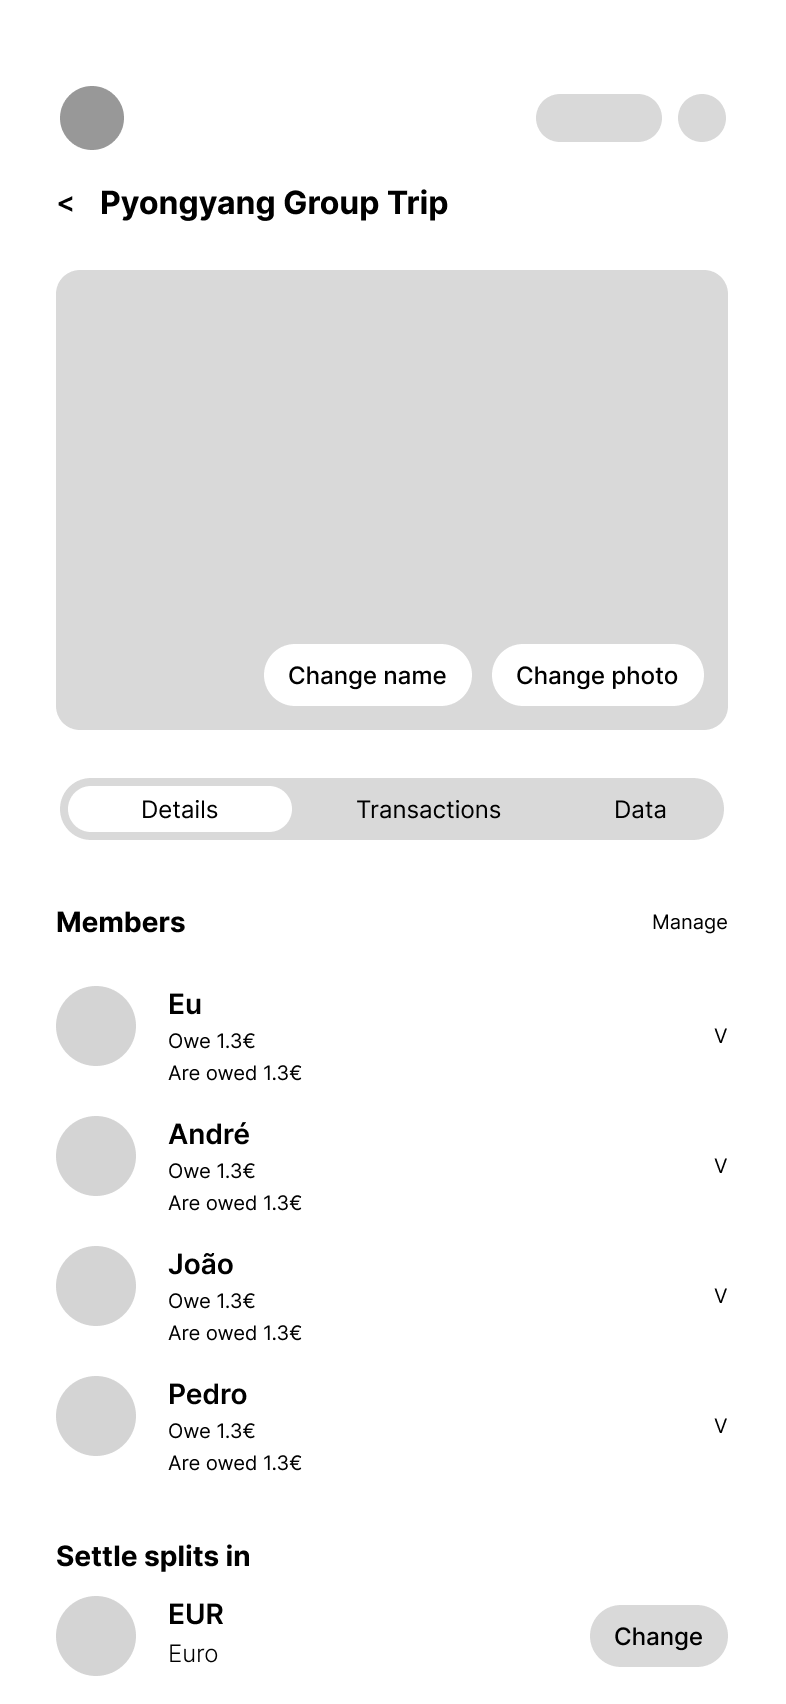 < Pyongyang Group Trip
Change name Change photo
Details Transactions Data
Members Manage
Eu
Owe 1.3€
V
Are owed 1.3€
André
Owe 1.3€
V
Are owed 1.3€
João
Owe 1.3€
V
Are owed 1.3€
Pedro
Owe 1.3€
V
Are owed 1.3€
Settle splits in
EUR
Euro
Change